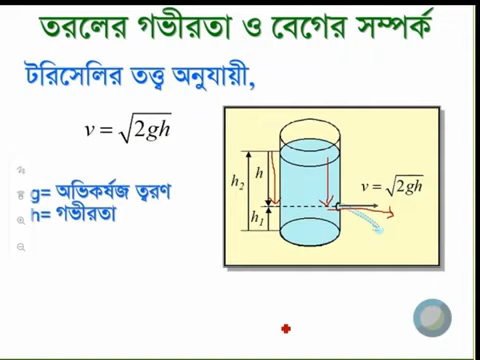 তরলের গভীরতা ও বেগের সম্পর্ক
টরিসেলির তত্ত্ব অনুযায়ী,
v = √2gh
g= অভিকর্ষজ ত্বরণ
h= গভীরতা
h₂
h
h₁
v = √2gh